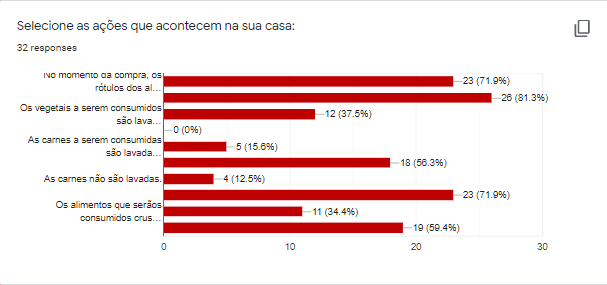 Selecione as ações que acontecem na sua casa:
32 responses
No momento da compra, os
rótulos dos al…
23 (71.9%)
26 (81.3%)
Os vegetais a serem consumidos
são lava…
12 (37.5%)
0 (0%)
As carnes a serem consumidas
são lavada…
5 (15.6%)
18 (56.3%)
As carnes não são lavadas.
4 (12.5%)
23 (71.9%)
Os alimentos que serãos
consumidos crus…
11 (34.4%)
19 (59.4%)
0
10
20
30